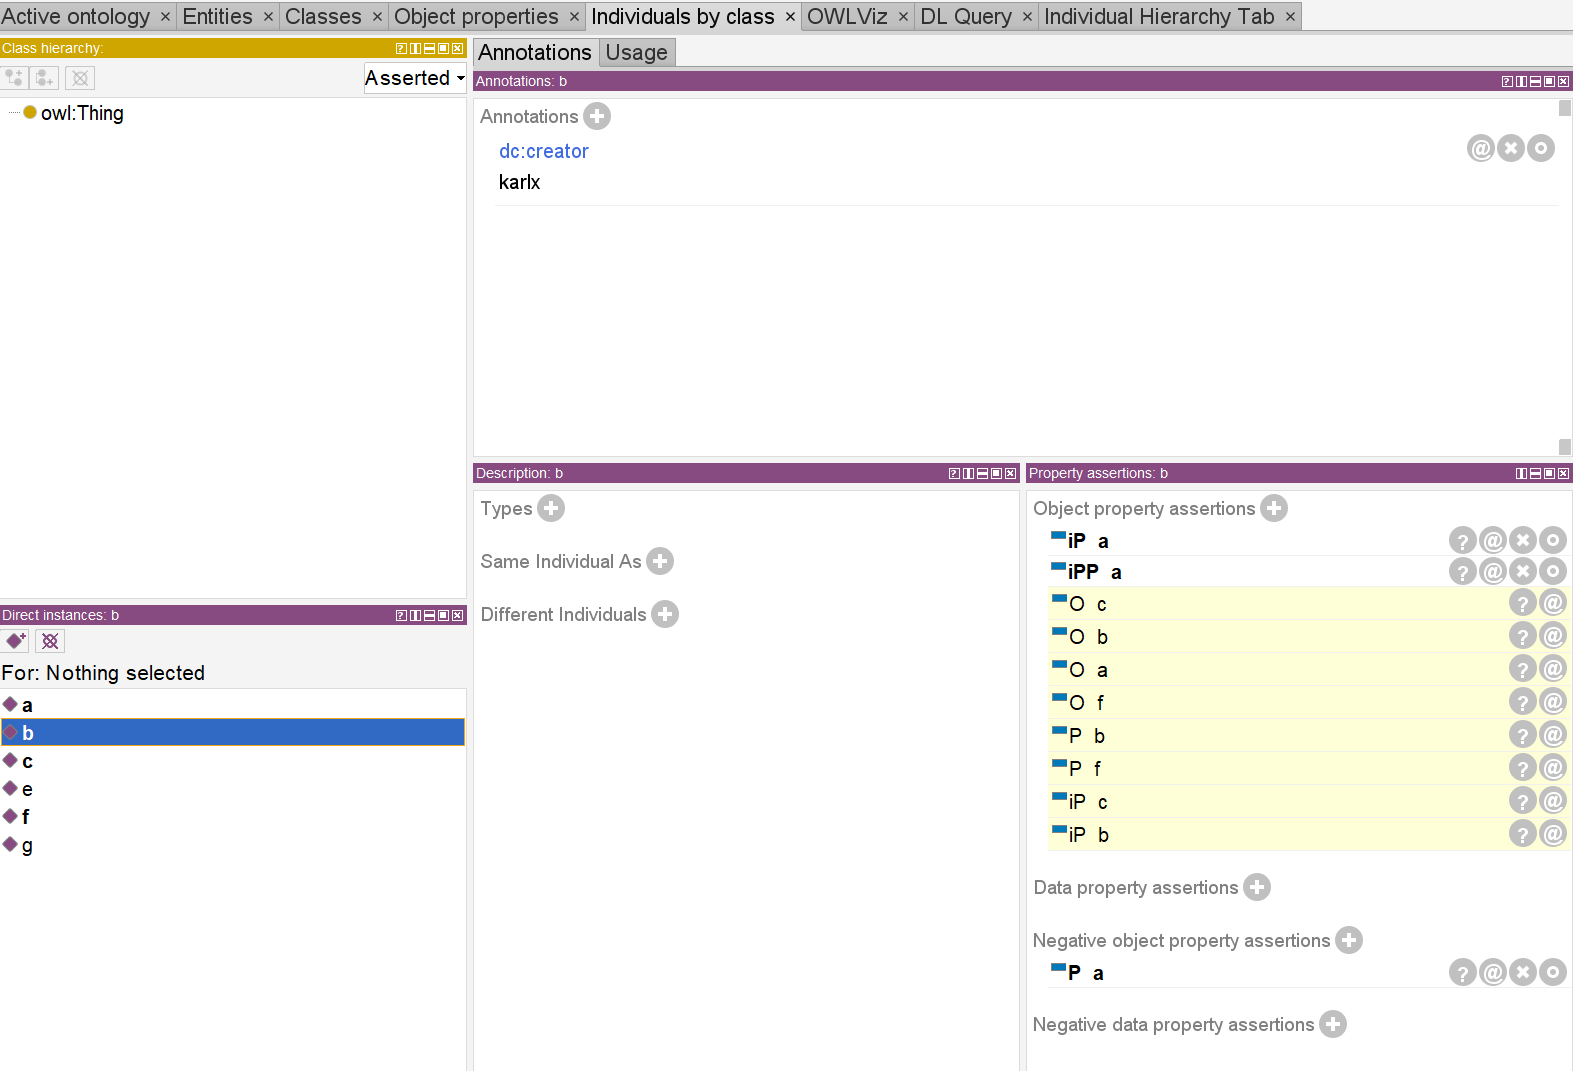 Active ontology × Entities × Classes × Object properties × Individuals by class × OWLViz × DL Query × Individual Hierarchy Tab ×
Class hierarchy:
Asserted
owl:Thing
Direct instances: b
For: Nothing selected
a
b
c
e
f
g
Annotations Usage
Annotations: b
Annotations
dc:creator
karlx
Description: b
Types
Same Individual As
Different Individuals
Property assertions: b
Object property assertions
iP a
iPP a
O c
O b
O a
O f
P b
P f
iP c
iP b
Data property assertions
Negative object property assertions
P a
Negative data property assertions